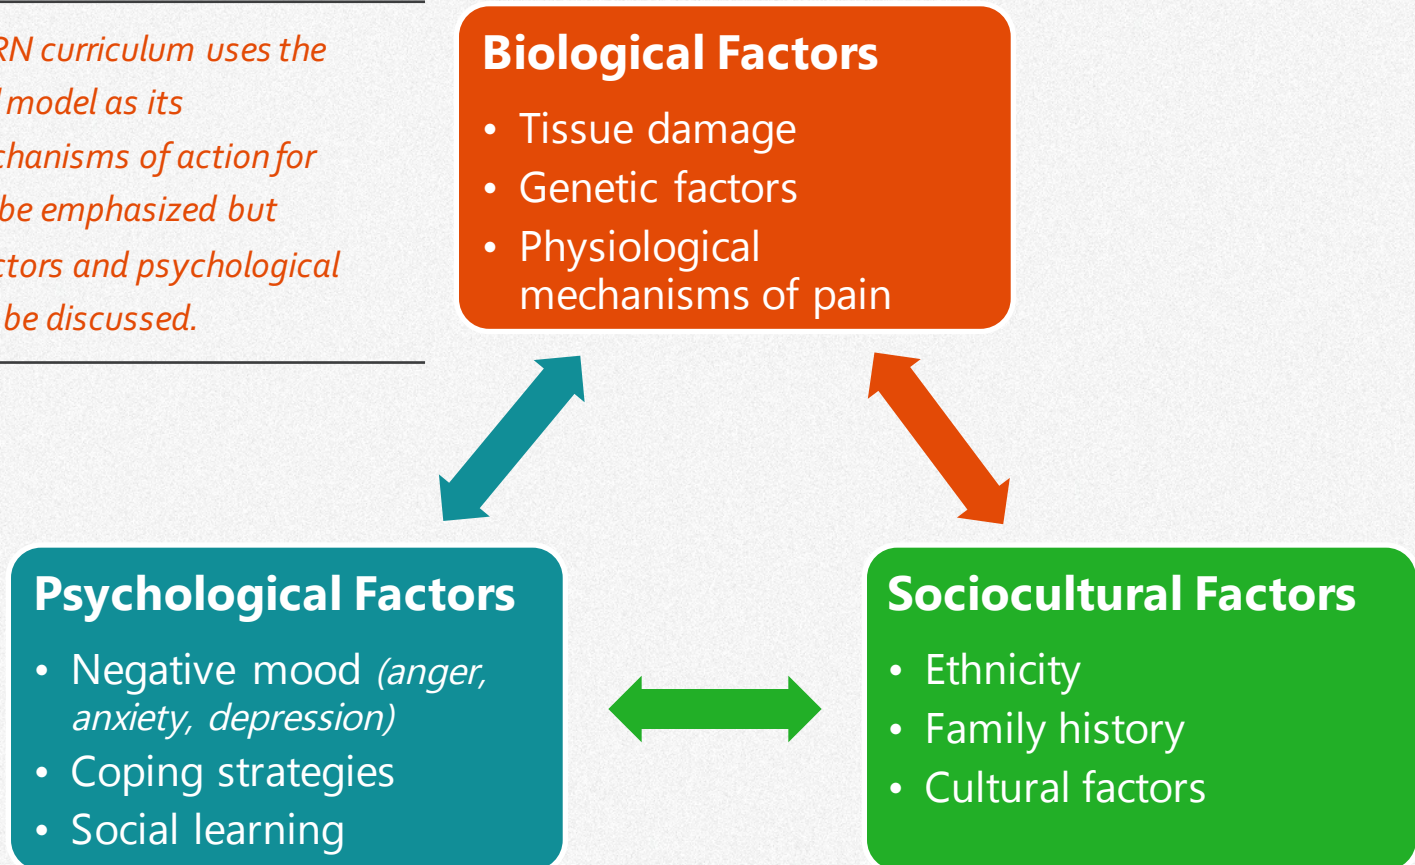 RN curriculum uses the
model as its
chanisms of action for
be emphasized but
ctors and psychological
be discussed.
Biological Factors
• Tissue damage
• Genetic factors
• Physiological
mechanisms of pain
Psychological Factors
• Negative mood (anger,
anxiety, depression)
• Coping strategies
• Social learning
Sociocultural Factors
• Ethnicity
• Family history
• Cultural factors